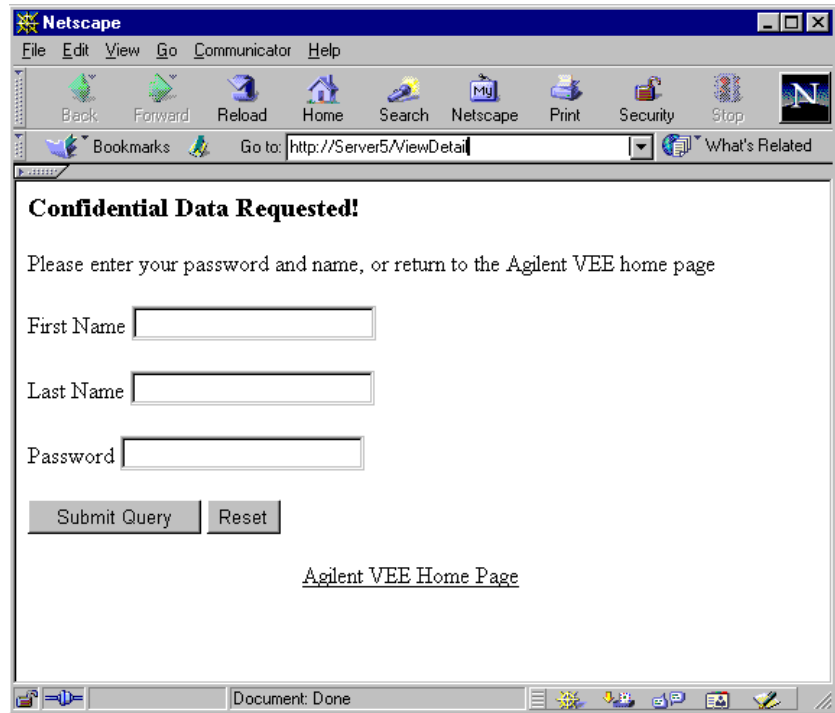 Netscape
File Edit View Go Communicator Help
Back Forward Reload Home Search Netscape Print Security Stop
My
N
Bookmarks Go to: http://Server5/ViewDetail What's Related
Confidential Data Requested!
Please enter your password and name, or return to the Agilent VEE home page
First Name
Last Name
Password
Submit Query Reset
Agilent VEE Home Page
Document: Done